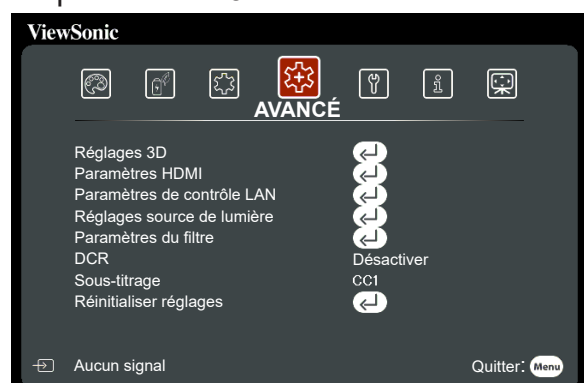 ViewSonic
AVANCÉ
Réglages 3D
Paramètres HDMI
Paramètres de contrôle LAN
Réglages source de lumière
Paramètres du filtre
DCR Désactiver
Sous-titrage CC1
Réinitialiser réglages
Aucun signal Quitter: Menu